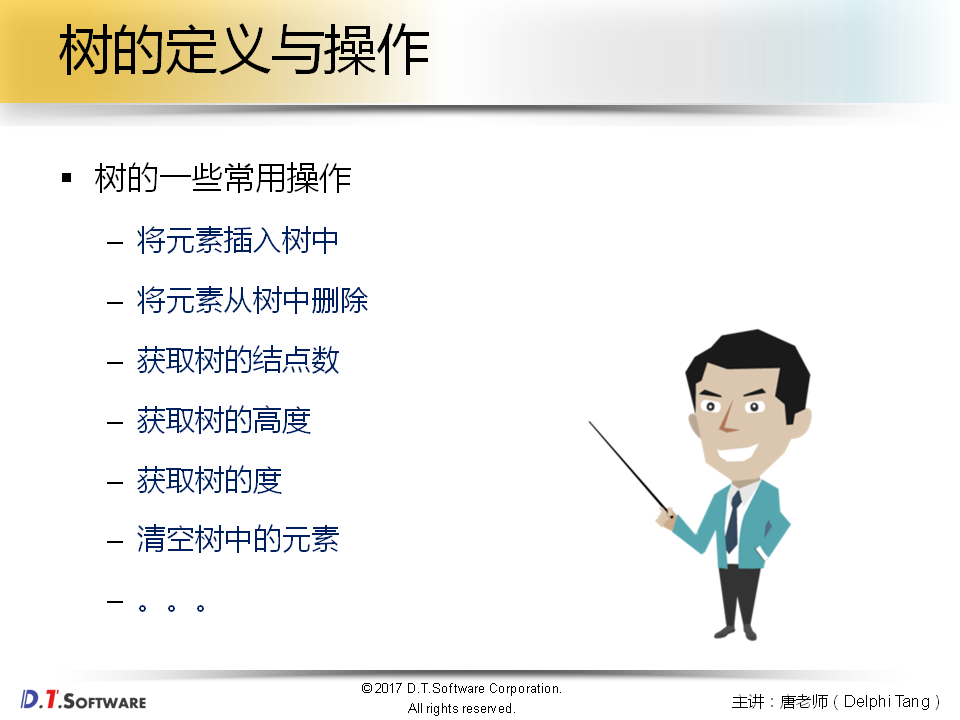 树的定义与操作
▪ 树的一些常用操作
– 将元素插入树中
– 将元素从树中删除
– 获取树的结点数
– 获取树的高度
– 获取树的度
– 清空树中的元素
– 。。。
D.T.SOFTWARE
©2017 D.T.Software Corporation.
All rights reserved.
主讲：唐老师（Delphi Tang）